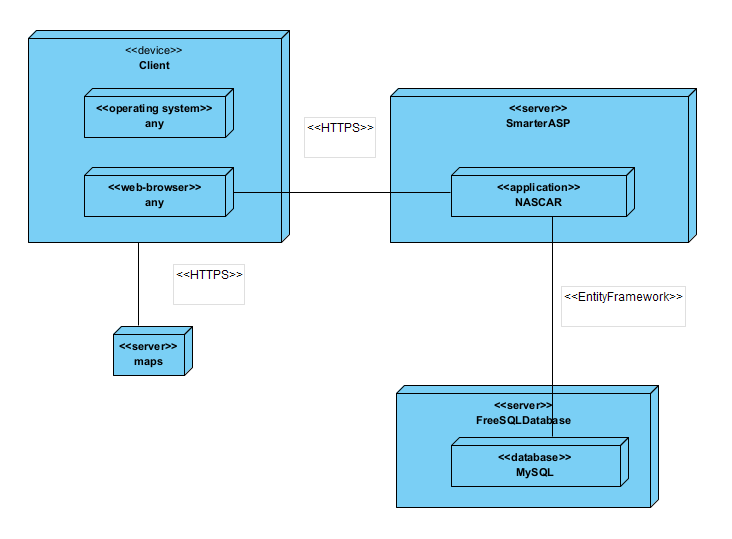 <<device>>
Client
<<operating system>>
any
<<web-browser>>
any
<<HTTPS>>
<<server>>
SmarterASP
<<application>>
NASCAR
<<HTTPS>>
<<server>>
maps
<<EntityFramework>>
<<server>>
FreeSQLDatabase
<<database>>
MySQL